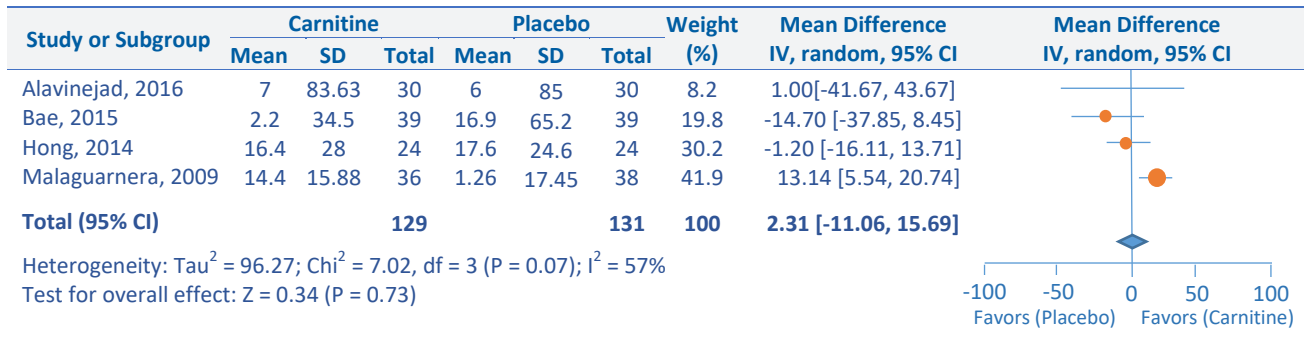 Study or Subgroup Carnitine Placebo Weight (%) Mean Difference IV, random, 95% CI Mean Difference IV, random, 95% CI
Mean SD Total Mean SD Total
Alavinejad, 2016 7 83.63 30 6 85 30 8.2 1.00[-41.67, 43.67]
Bae, 2015 2.2 34.5 39 16.9 65.2 39 19.8 -14.70 [-37.85, 8.45]
Hong, 2014 16.4 28 24 17.6 24.6 24 30.2 -1.20 [-16.11, 13.71]
Malaguarnera, 2009 14.4 15.88 36 1.26 17.45 38 41.9 13.14 [5.54, 20.74]
Total (95% CI) 129 131 100 2.31 [-11.06, 15.69]
Heterogeneity: Tau² = 96.27; Chi² = 7.02, df = 3 (P = 0.07); I² = 57%
Test for overall effect: Z = 0.34 (P = 0.73)
-100 -50 0 50 100
Favors (Placebo) Favors (Carnitine)